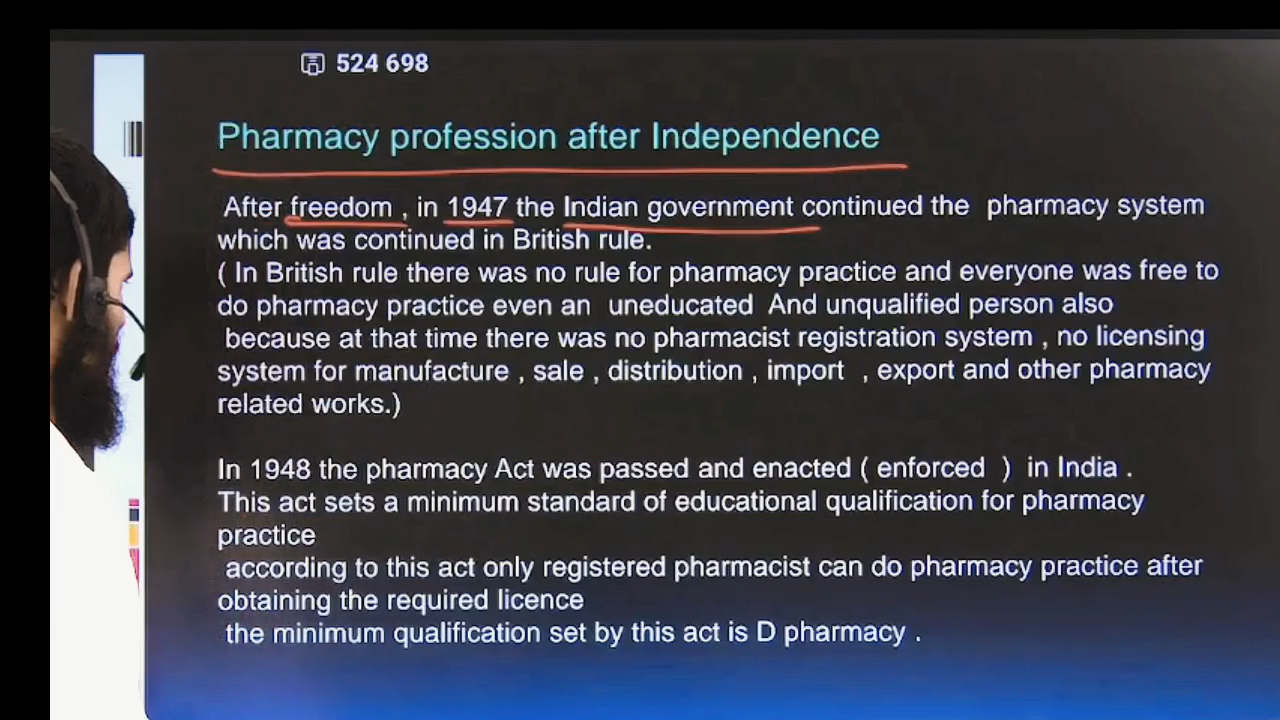 524 698
Pharmacy profession after Independence
After freedom , in 1947 the Indian government continued the pharmacy system
which was continued in British rule.
( In British rule there was no rule for pharmacy practice and everyone was free to
do pharmacy practice even an uneducated And unqualified person also
because at that time there was no pharmacist registration system , no licensing
system for manufacture , sale , distribution , import , export and other pharmacy
related works.)
In 1948 the pharmacy Act was passed and enacted ( enforced ) in India .
This act sets a minimum standard of educational qualification for pharmacy
practice
according to this act only registered pharmacist can do pharmacy practice after
obtaining the required licence
the minimum qualification set by this act is D pharmacy .